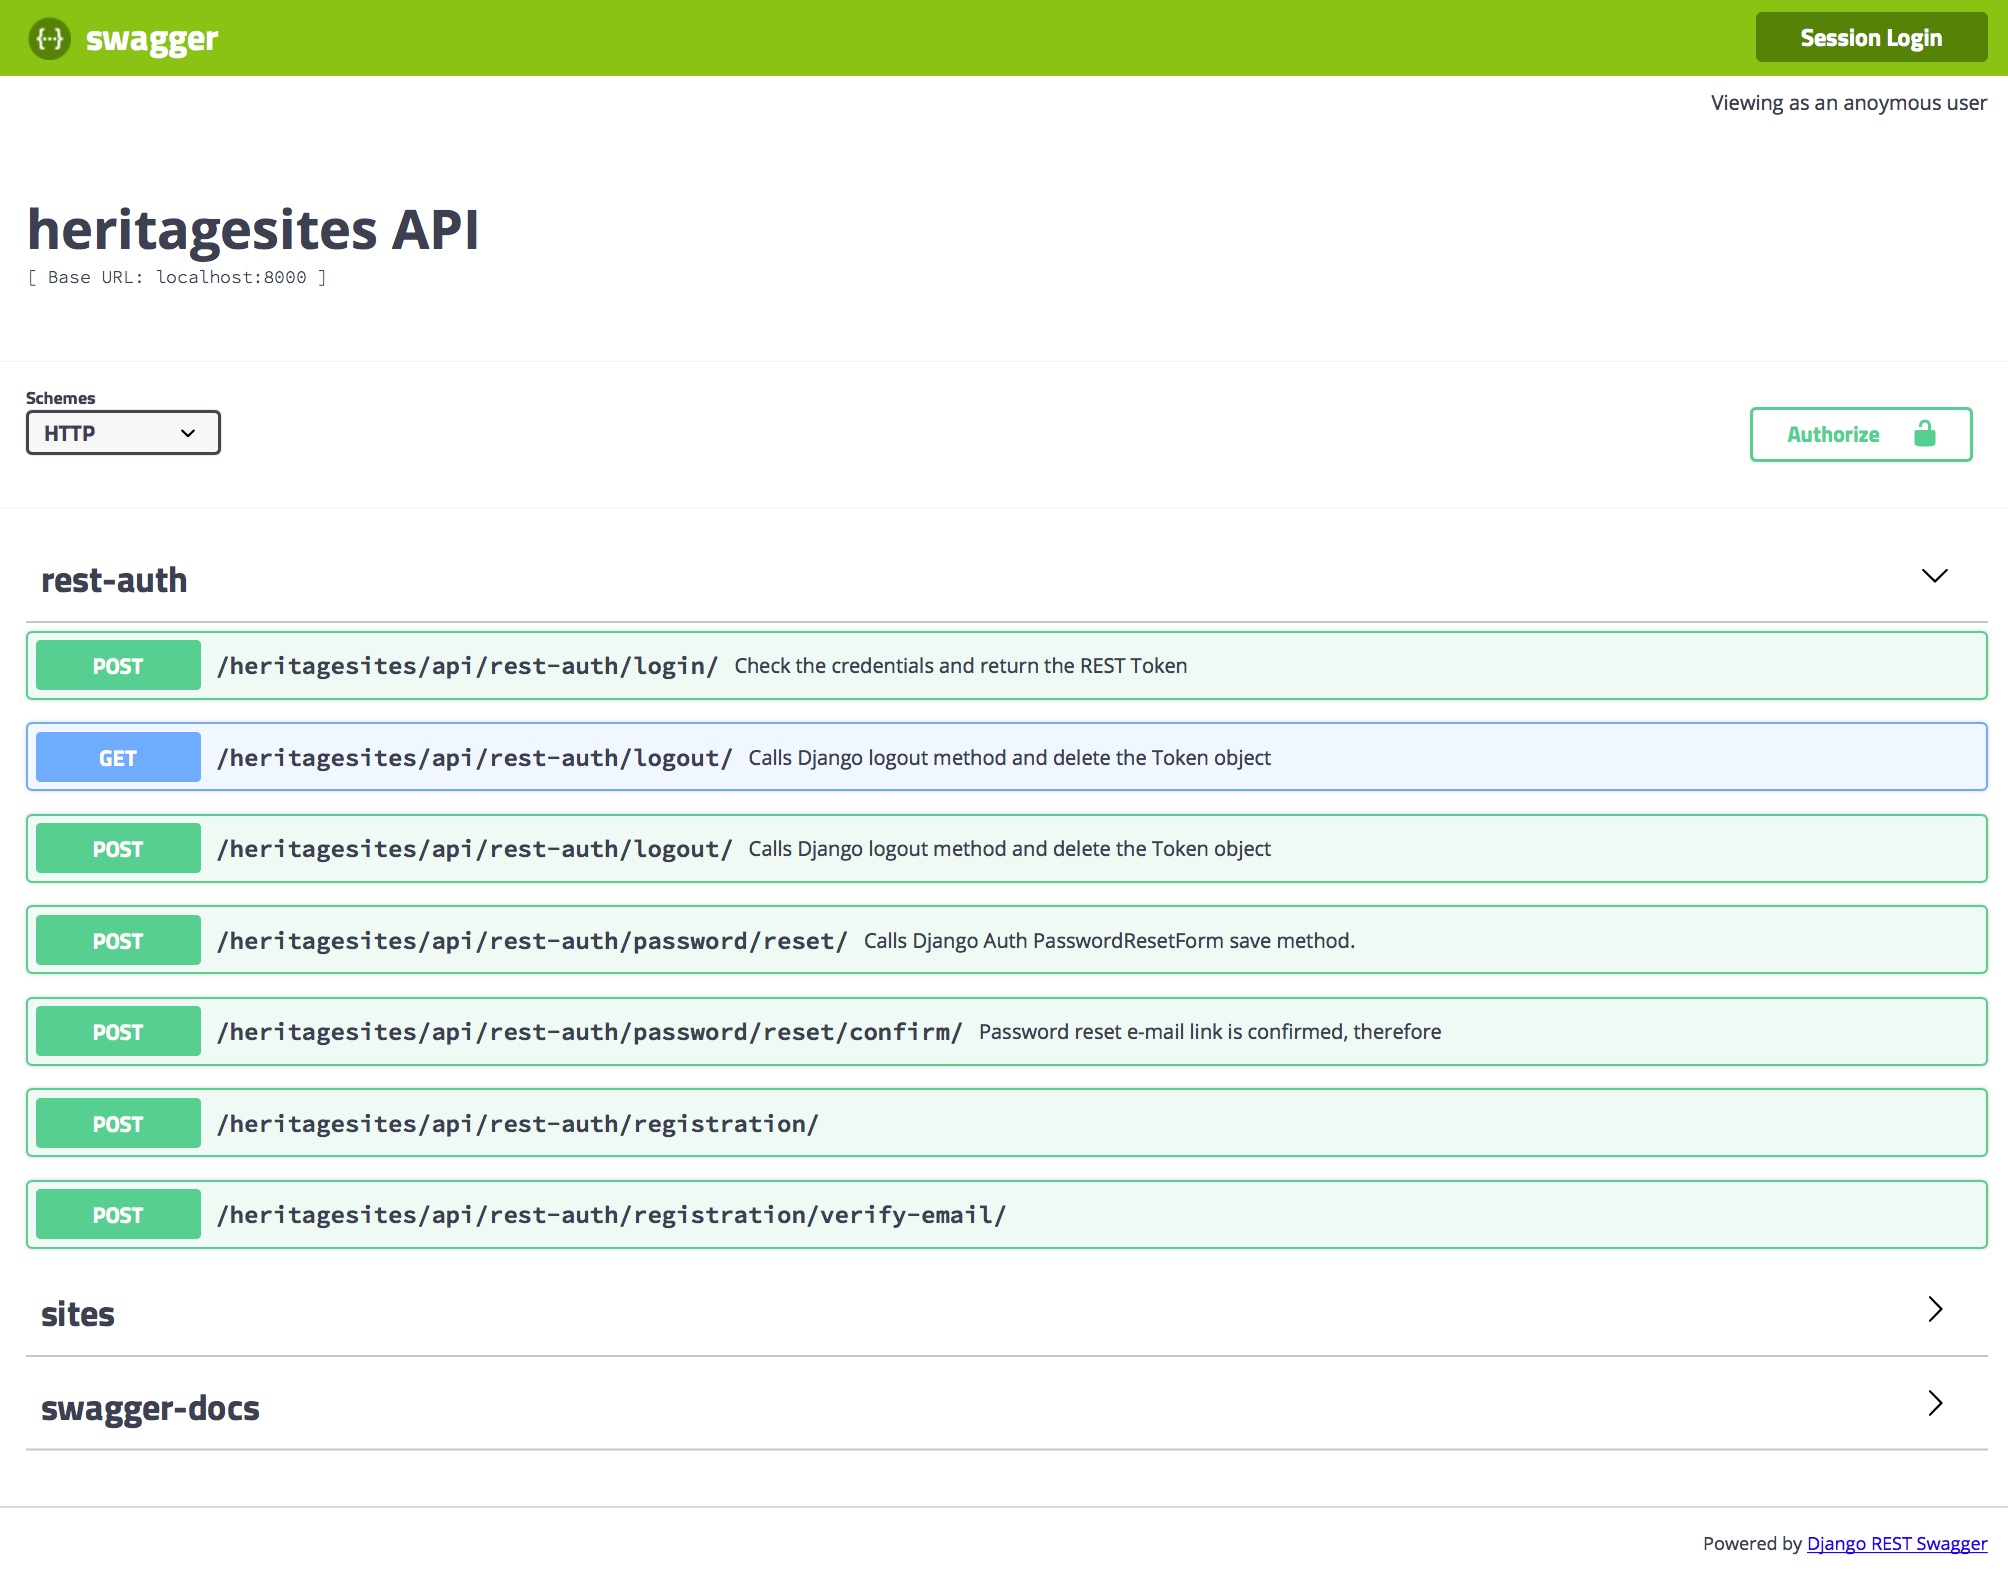 {···} swagger
Session Login
Viewing as an anoymous user
heritagesites API
[ Base URL: localhost:8000 ]
Schemes
HTTP
Authorize
rest-auth
POST /heritagesites/api/rest-auth/login/ Check the credentials and return the REST Token
GET /heritagesites/api/rest-auth/logout/ Calls Django logout method and delete the Token object
POST /heritagesites/api/rest-auth/logout/ Calls Django logout method and delete the Token object
POST /heritagesites/api/rest-auth/password/reset/ Calls Django Auth PasswordResetForm save method.
POST /heritagesites/api/rest-auth/password/reset/confirm/ Password reset e-mail link is confirmed, therefore
POST /heritagesites/api/rest-auth/registration/
POST /heritagesites/api/rest-auth/registration/verify-email/
sites
swagger-docs
Powered by Django REST Swagger